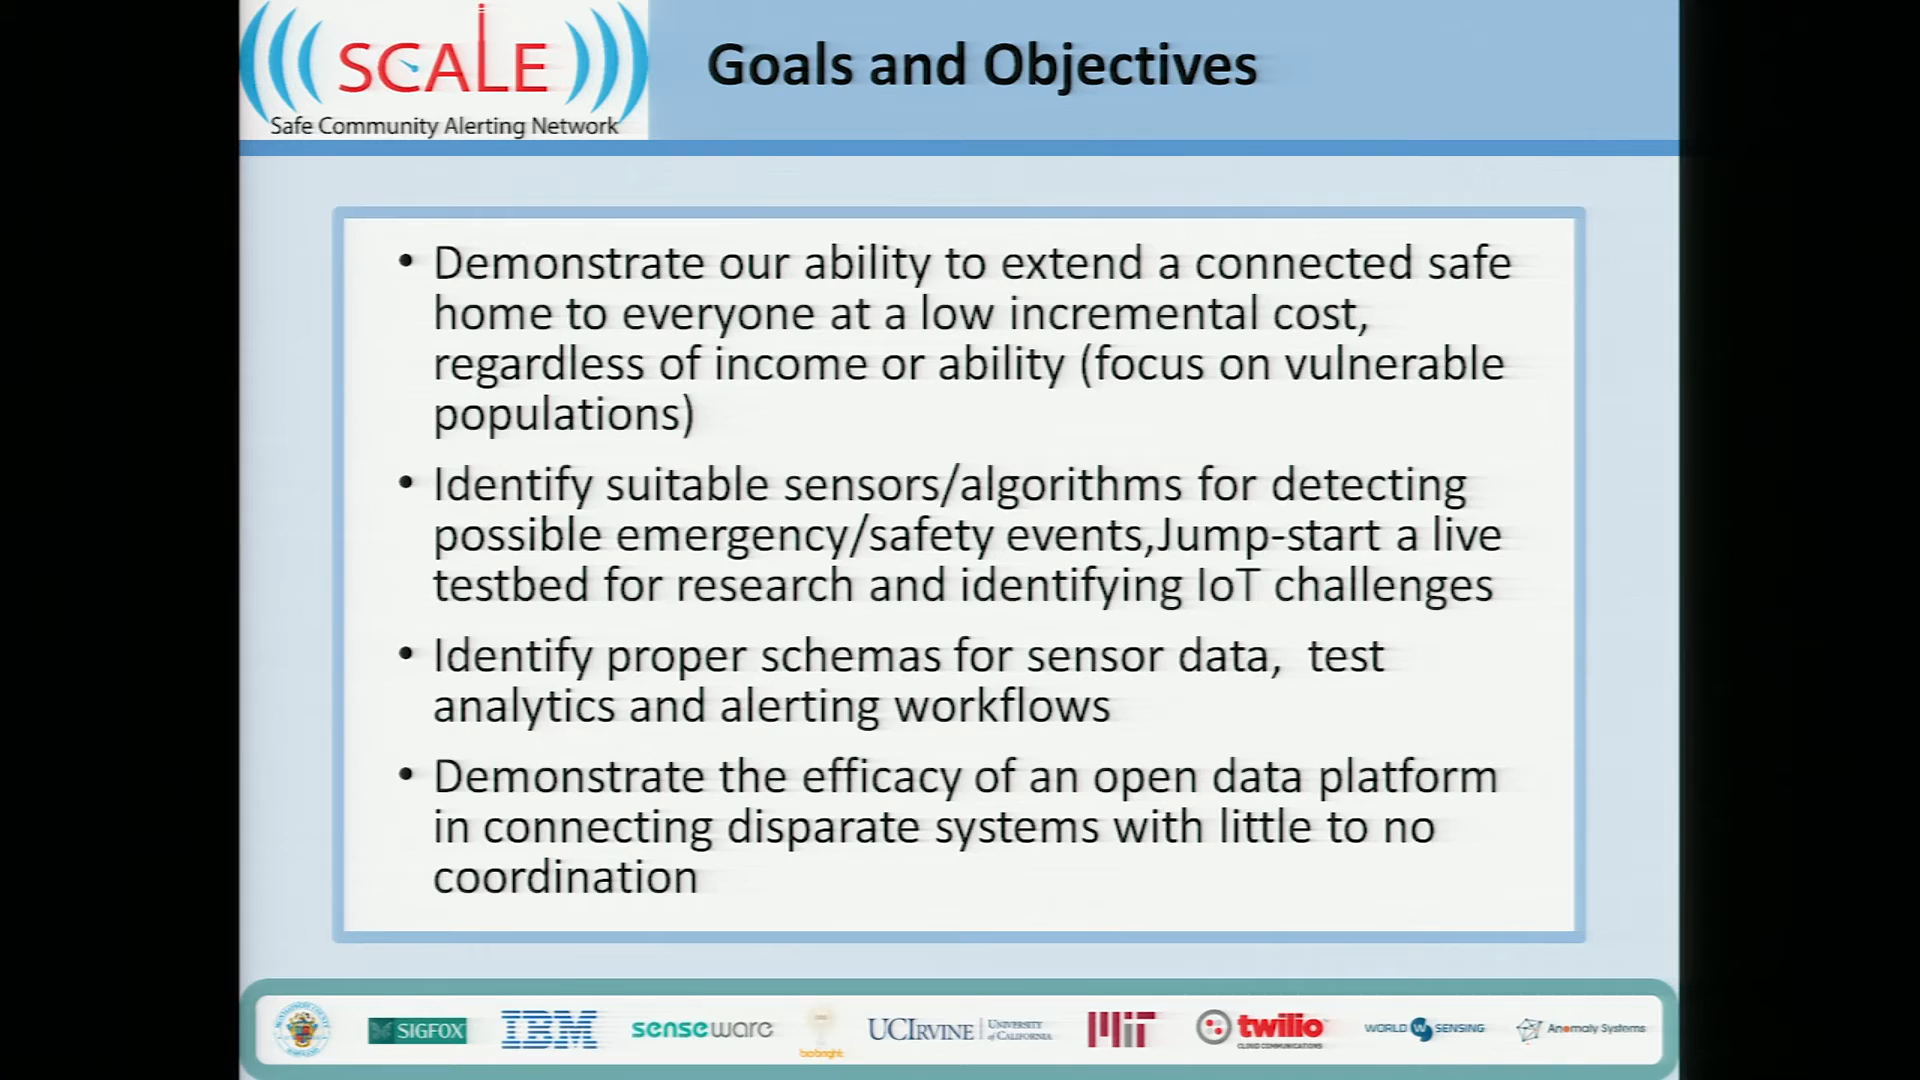 SCALE
Safe Community Alerting Network
Goals and Objectives
• Demonstrate our ability to extend a connected safe
home to everyone at a low incremental cost,
regardless of income or ability (focus on vulnerable
populations)
• Identify suitable sensors/algorithms for detecting
possible emergency/safety events,Jump-start a live
testbed for research and identifying IoT challenges
• Identify proper schemas for sensor data,  test
analytics and alerting workflows
• Demonstrate the efficacy of an open data platform
in connecting disparate systems with little to no
coordination
SIGFOX
IBM
senseware
biobright
UCIRVINE | UNIVERSITY
of CALIFORNIA
MIT
twilio
CLOUD COMMUNICATIONS
WORLD SENSING
Anomaly Systems